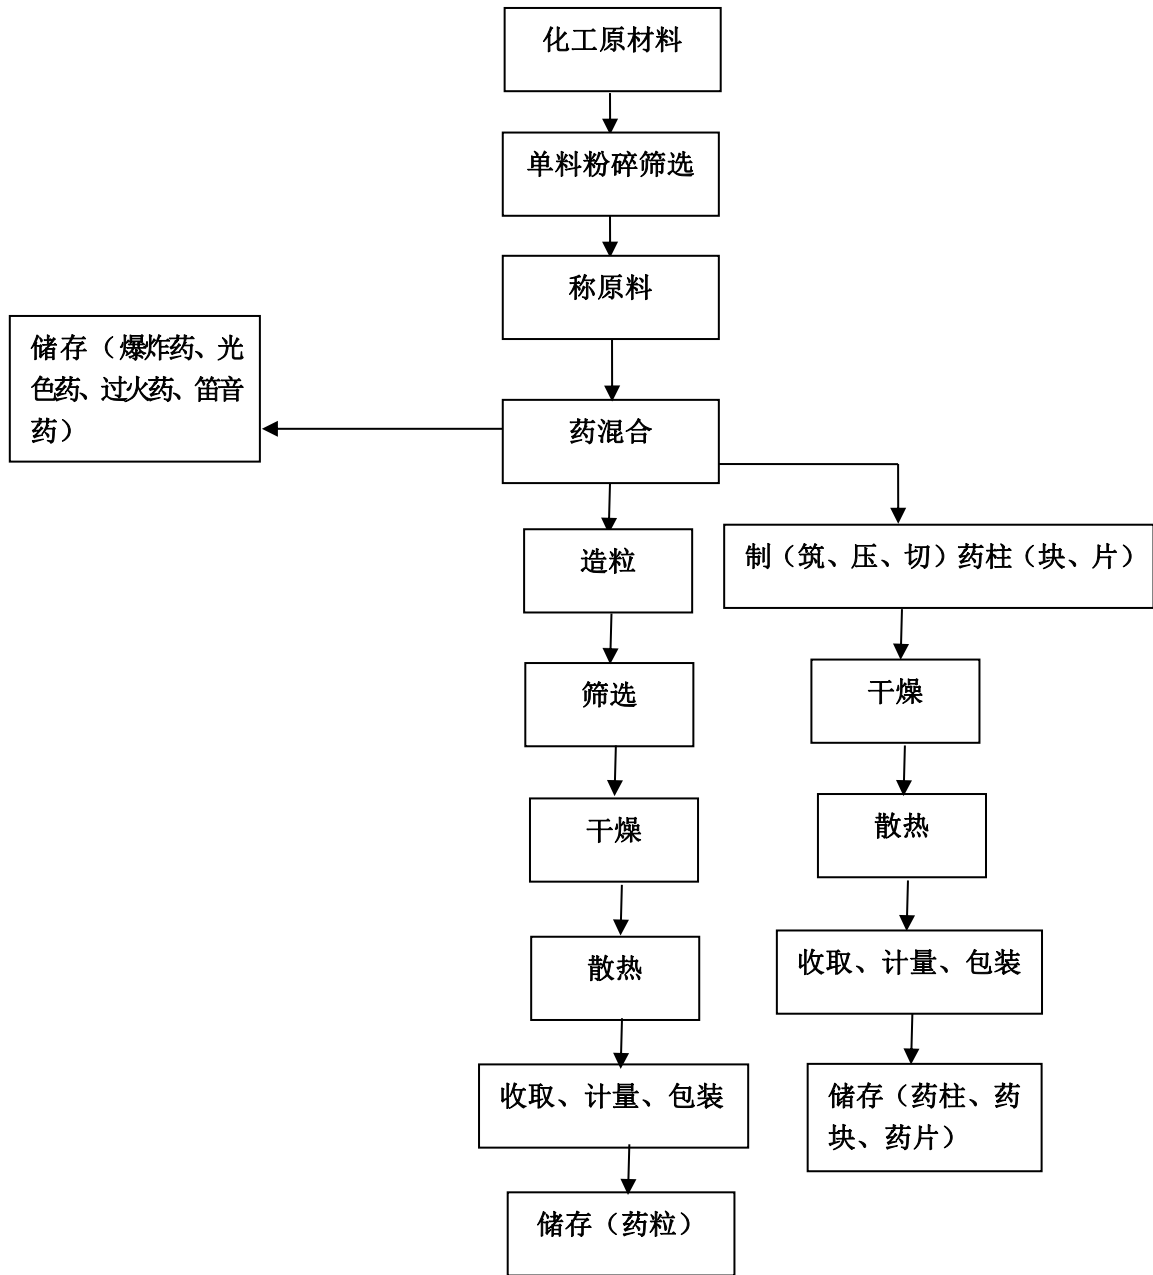 化工原材料
单料粉碎筛选
称原料
储存（爆炸药、光
色药、过火药、笛音
药）
药混合
造粒
制（筑、压、切）药柱（块、片）
筛选
干燥
干燥
散热
散热
收取、计量、包装
收取、计量、包装
储存（药柱、药
块、药片）
储存（药粒）